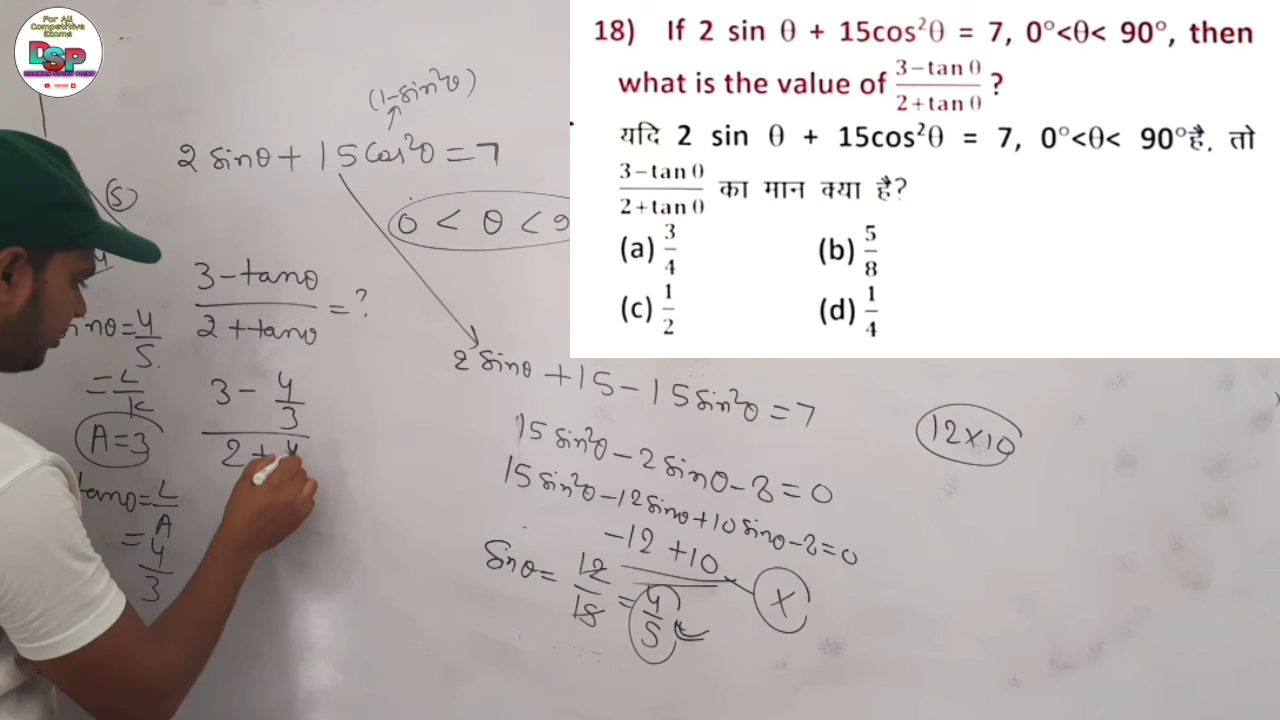 For All
Competitive
Exams
DSP
18) If 2 sin θ + 15cos²θ = 7, 0°<θ< 90°, then
what is the value of (3−tan θ)/(2+tan θ) ?
यदि 2 sin θ + 15cos²θ = 7, 0°<θ< 90°है, तो
(3−tan θ)/(2+tan θ) का मान क्या है?
(a) 3/4 (b) 5/8
(c) 1/2 (d) 1/4
(1-sin²θ)
2 sinθ + 15 cos²θ = 7
0 < θ < 9
(3-tanθ)/(2+tanθ) = ?
5
nθ = 4/5
= L/K
A=3
tanθ = L/A
= 4/3
3 - 4/3
2 + 4
2 sinθ + 15 - 15 sin²θ = 7
15 sin²θ - 2 sinθ - 8 = 0
15 sin²θ - 12 sinθ + 10 sinθ - 8 = 0
-12 +10
sinθ = 12/15 = 4/5
X
12×10